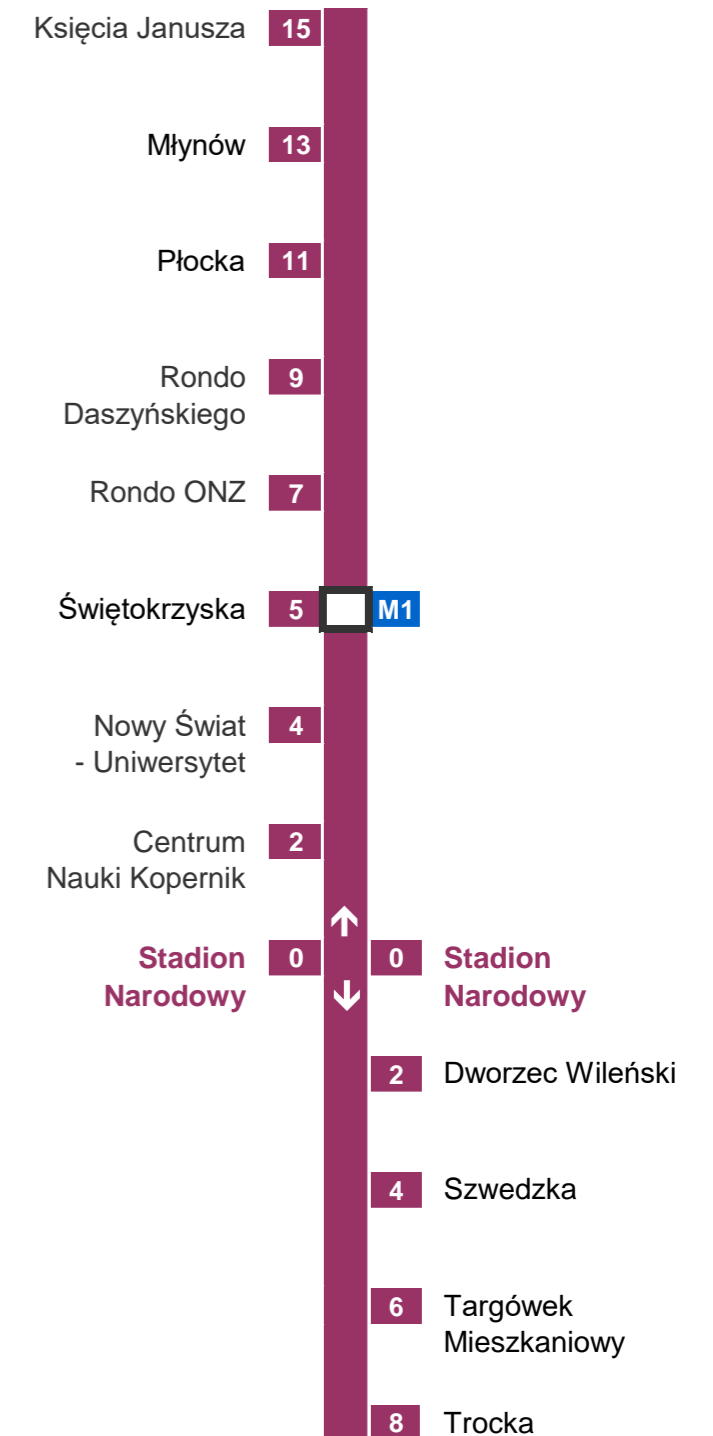 Księcia Janusza 15
Młynów 13
Płocka 11
Rondo 9
Daszyńskiego
Rondo ONZ 7
Świętokrzyska 5 M1
Nowy Świat 4
- Uniwersytet
Centrum 2
Nauki Kopernik
Stadion 0 0 Stadion
Narodowy Narodowy
2 Dworzec Wileński
4 Szwedzka
6 Targówek
Mieszkaniowy
8 Trocka